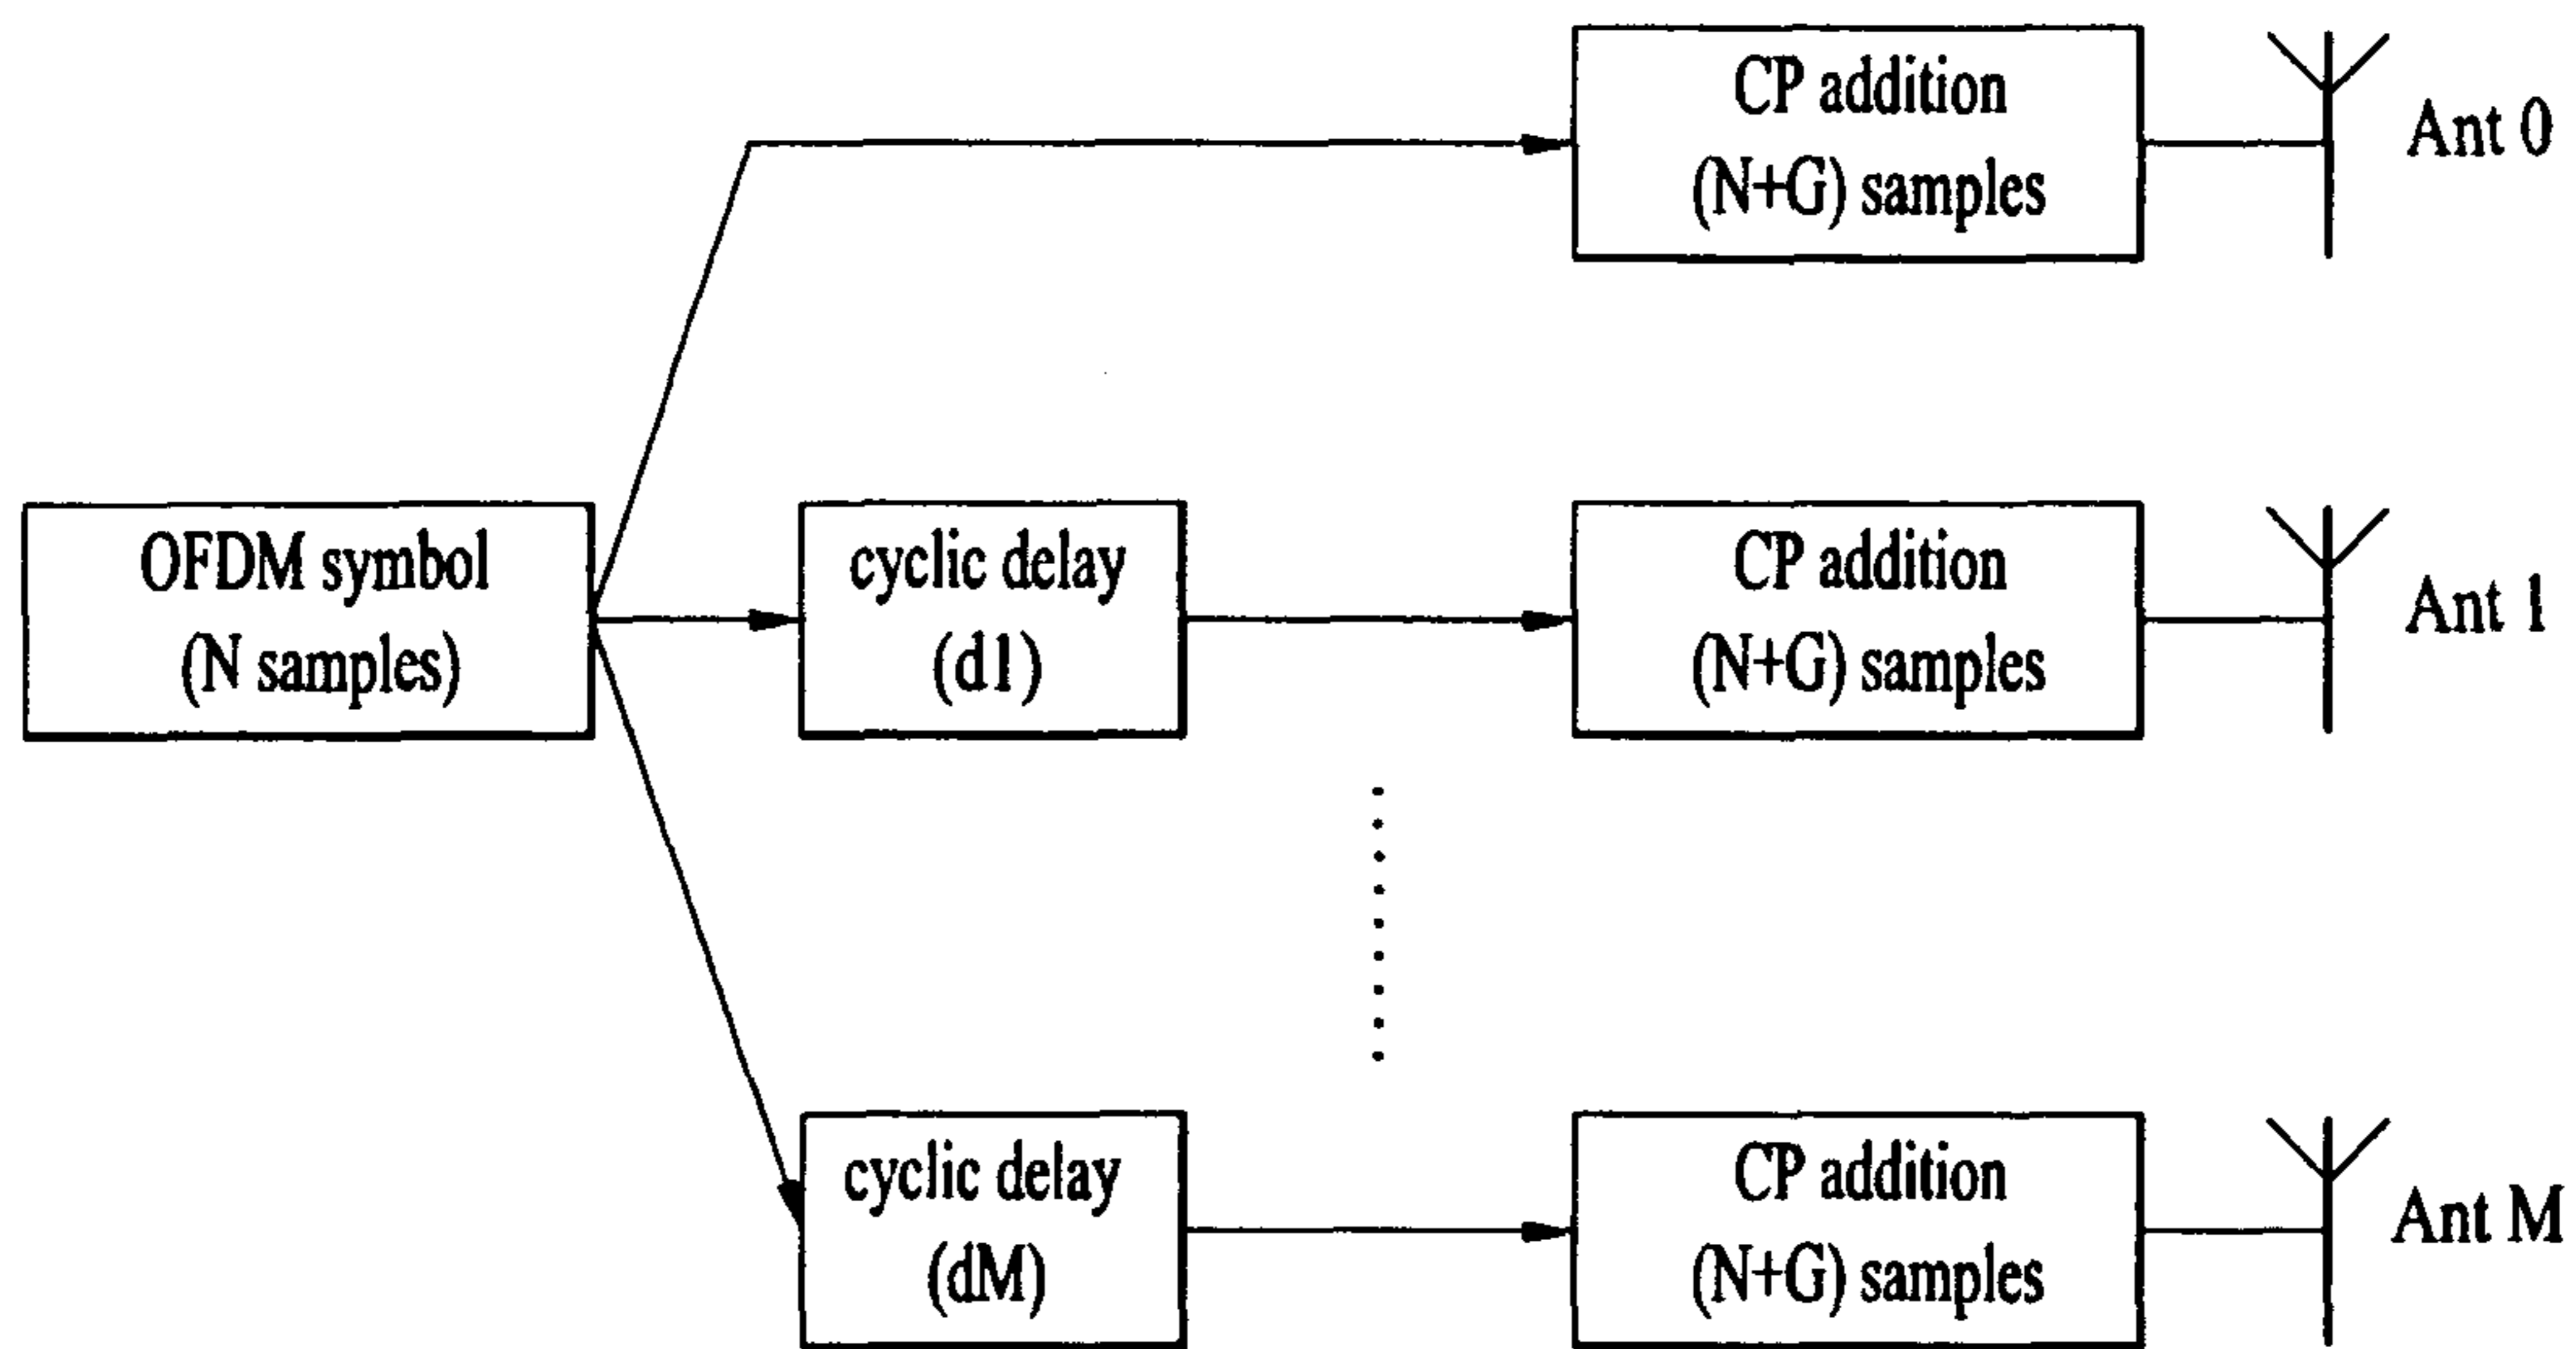 CP addition
(N+G) samples
Ant 0
OFDM symbol
(N samples)
cyclic delay
(d1)
CP addition
(N+G) samples
Ant 1
cyclic delay
(dM)
CP addition
(N+G) samples
Ant M